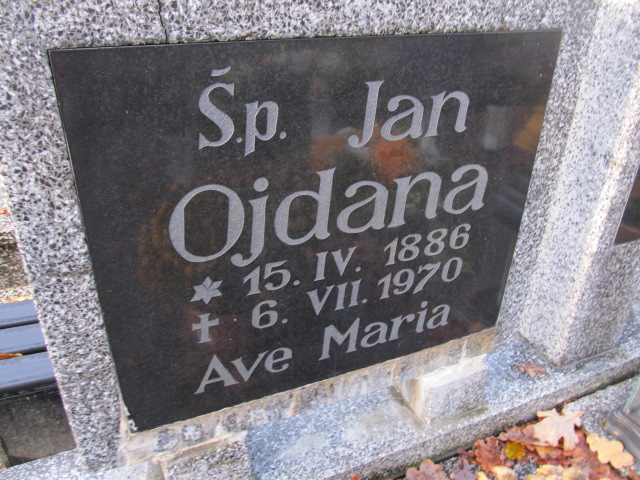 Ś.p. Jan
Ojdana
* 15. IV. 1886
✝ 6. VII. 1970
Ave Maria